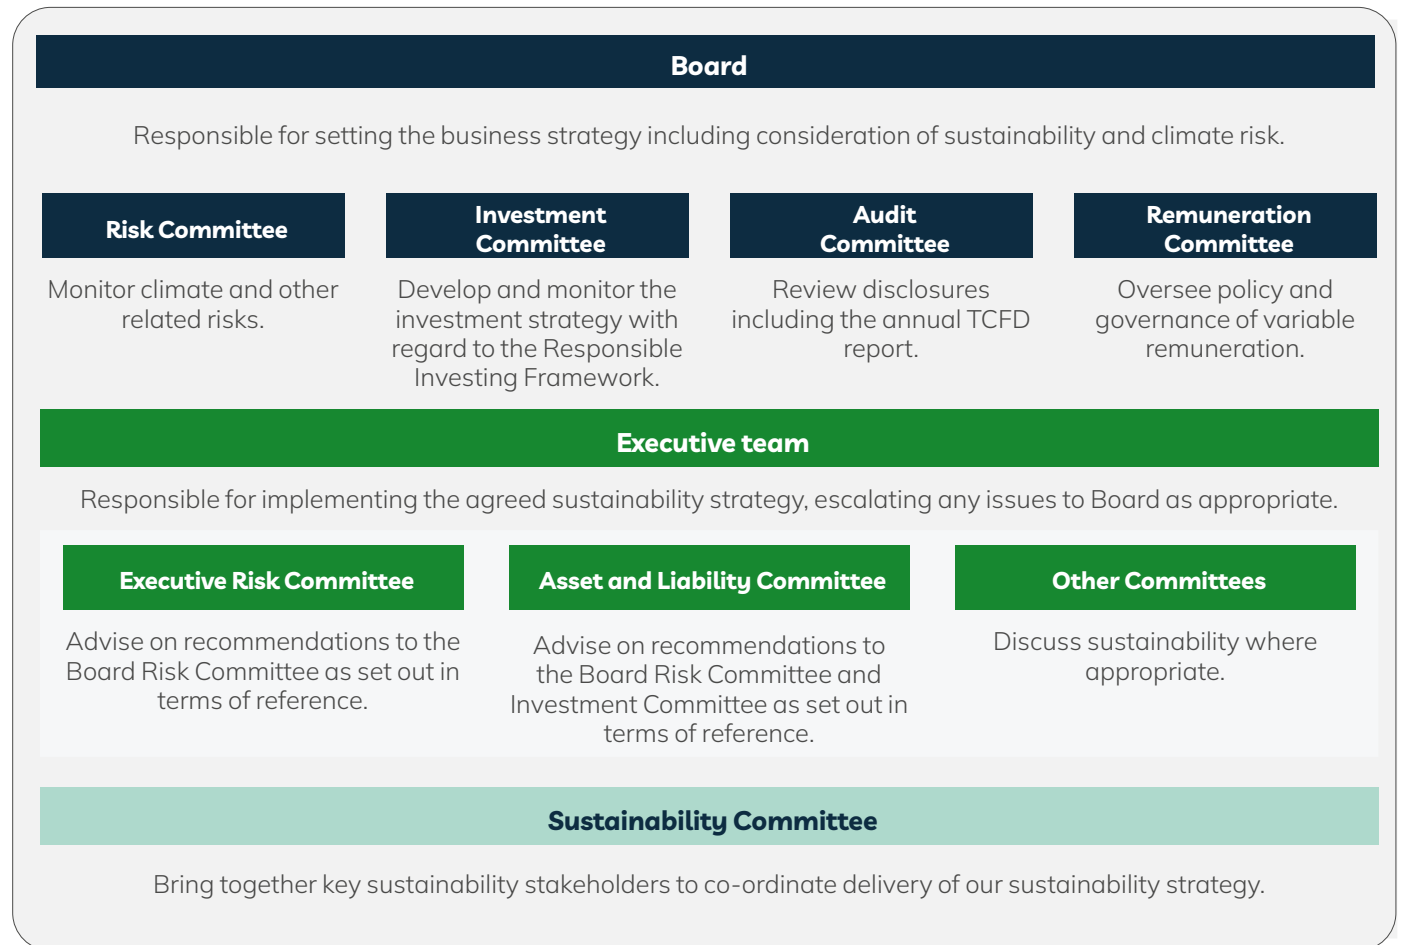 Board
Responsible for setting the business strategy including consideration of sustainability and climate risk.
Risk Committee
Monitor climate and other
related risks.
Investment
Committee
Develop and monitor the
investment strategy with
regard to the Responsible
Investing Framework.
Audit
Committee
Review disclosures
including the annual TCFD
report.
Remuneration
Committee
Oversee policy and
governance of variable
remuneration.
Executive team
Responsible for implementing the agreed sustainability strategy, escalating any issues to Board as appropriate.
Executive Risk Committee
Advise on recommendations to the
Board Risk Committee as set out in
terms of reference.
Asset and Liability Committee
Advise on recommendations to
the Board Risk Committee and
Investment Committee as set out in
terms of reference.
Other Committees
Discuss sustainability where
appropriate.
Sustainability Committee
Bring together key sustainability stakeholders to co-ordinate delivery of our sustainability strategy.